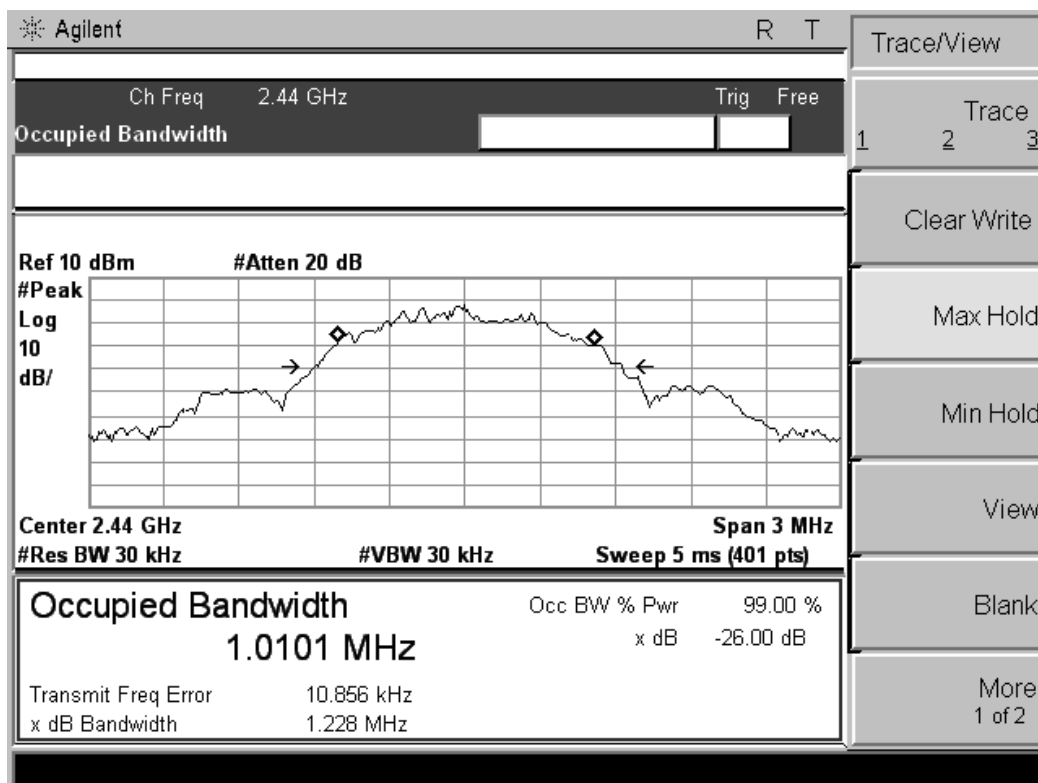 Agilent R T
Ch Freq 2.44 GHz Trig Free
Occupied Bandwidth
Ref 10 dBm #Atten 20 dB
#Peak
Log
10
dB/
Center 2.44 GHz Span 3 MHz
#Res BW 30 kHz #VBW 30 kHz Sweep 5 ms (401 pts)
Occupied Bandwidth Occ BW % Pwr 99.00 %
1.0101 MHz x dB -26.00 dB
Transmit Freq Error 10.856 kHz
x dB Bandwidth 1.228 MHz
Trace/View
Trace
1 2 3
Clear Write
Max Hold
Min Hold
View
Blank
More
1 of 2